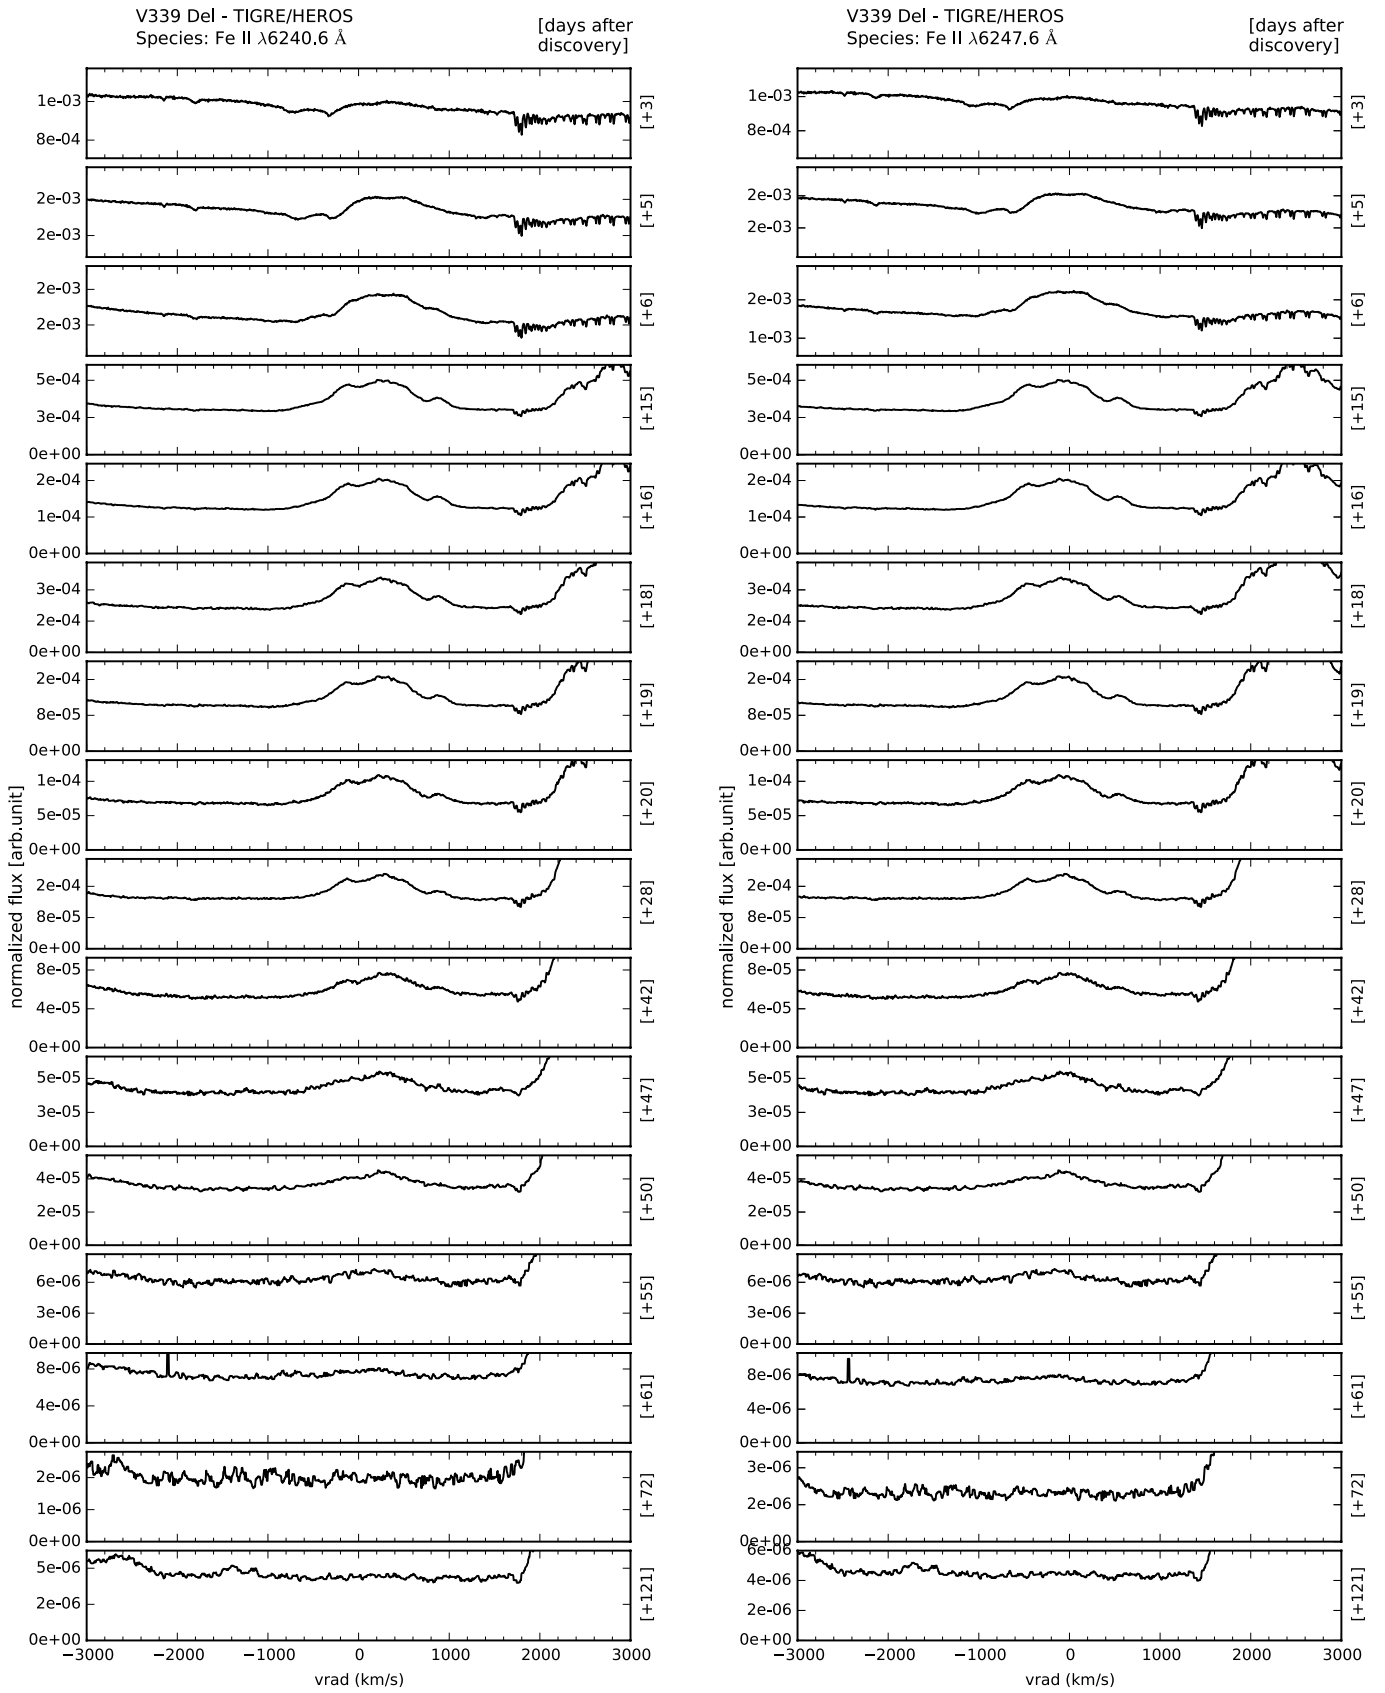 V339 Del - TIGRE/HEROS
Species: Fe II λ6240.6 Å
[days after
discovery]
1e-03
8e-04
[+3]
2e-03
2e-03
[+5]
2e-03
2e-03
[+6]
5e-04
3e-04
0e+00
[+15]
2e-04
1e-04
0e+00
[+16]
3e-04
2e-04
0e+00
[+18]
2e-04
8e-05
0e+00
[+19]
1e-04
5e-05
0e+00
[+20]
2e-04
8e-05
0e+00
[+28]
8e-05
4e-05
0e+00
[+42]
5e-05
3e-05
0e+00
[+47]
4e-05
2e-05
0e+00
[+50]
6e-06
3e-06
0e+00
[+55]
8e-06
4e-06
0e+00
[+61]
2e-06
1e-06
0e+00
[+72]
5e-06
2e-06
0e+00
[+121]
normalized flux [arb.unit]
−3000 −2000 −1000 0 1000 2000 3000
vrad (km/s)
V339 Del - TIGRE/HEROS
Species: Fe II λ6247.6 Å
[days after
discovery]
1e-03
8e-04
[+3]
2e-03
2e-03
[+5]
2e-03
1e-03
[+6]
5e-04
3e-04
0e+00
[+15]
2e-04
1e-04
0e+00
[+16]
3e-04
2e-04
0e+00
[+18]
2e-04
8e-05
0e+00
[+19]
1e-04
5e-05
0e+00
[+20]
2e-04
8e-05
0e+00
[+28]
8e-05
4e-05
0e+00
[+42]
5e-05
3e-05
0e+00
[+47]
4e-05
2e-05
0e+00
[+50]
6e-06
3e-06
0e+00
[+55]
8e-06
4e-06
0e+00
[+61]
3e-06
2e-06
0e+00
[+72]
6e-06
4e-06
2e-06
0e+00
[+121]
normalized flux [arb.unit]
−3000 −2000 −1000 0 1000 2000 3000
vrad (km/s)